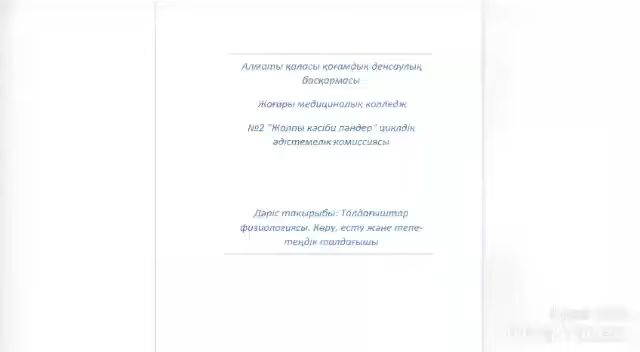 Алматы қаласы қоғамдық денсаулық
басқармасы
Жоғары медициналық колледж
№2 "Жалпы кәсіби пәндер" циклдік
әдістемелік комиссиясы
Дәріс тақырыбы: Талдағыштар
физиологиясы. Көру, есту және тепе-
теңдік талдағышы